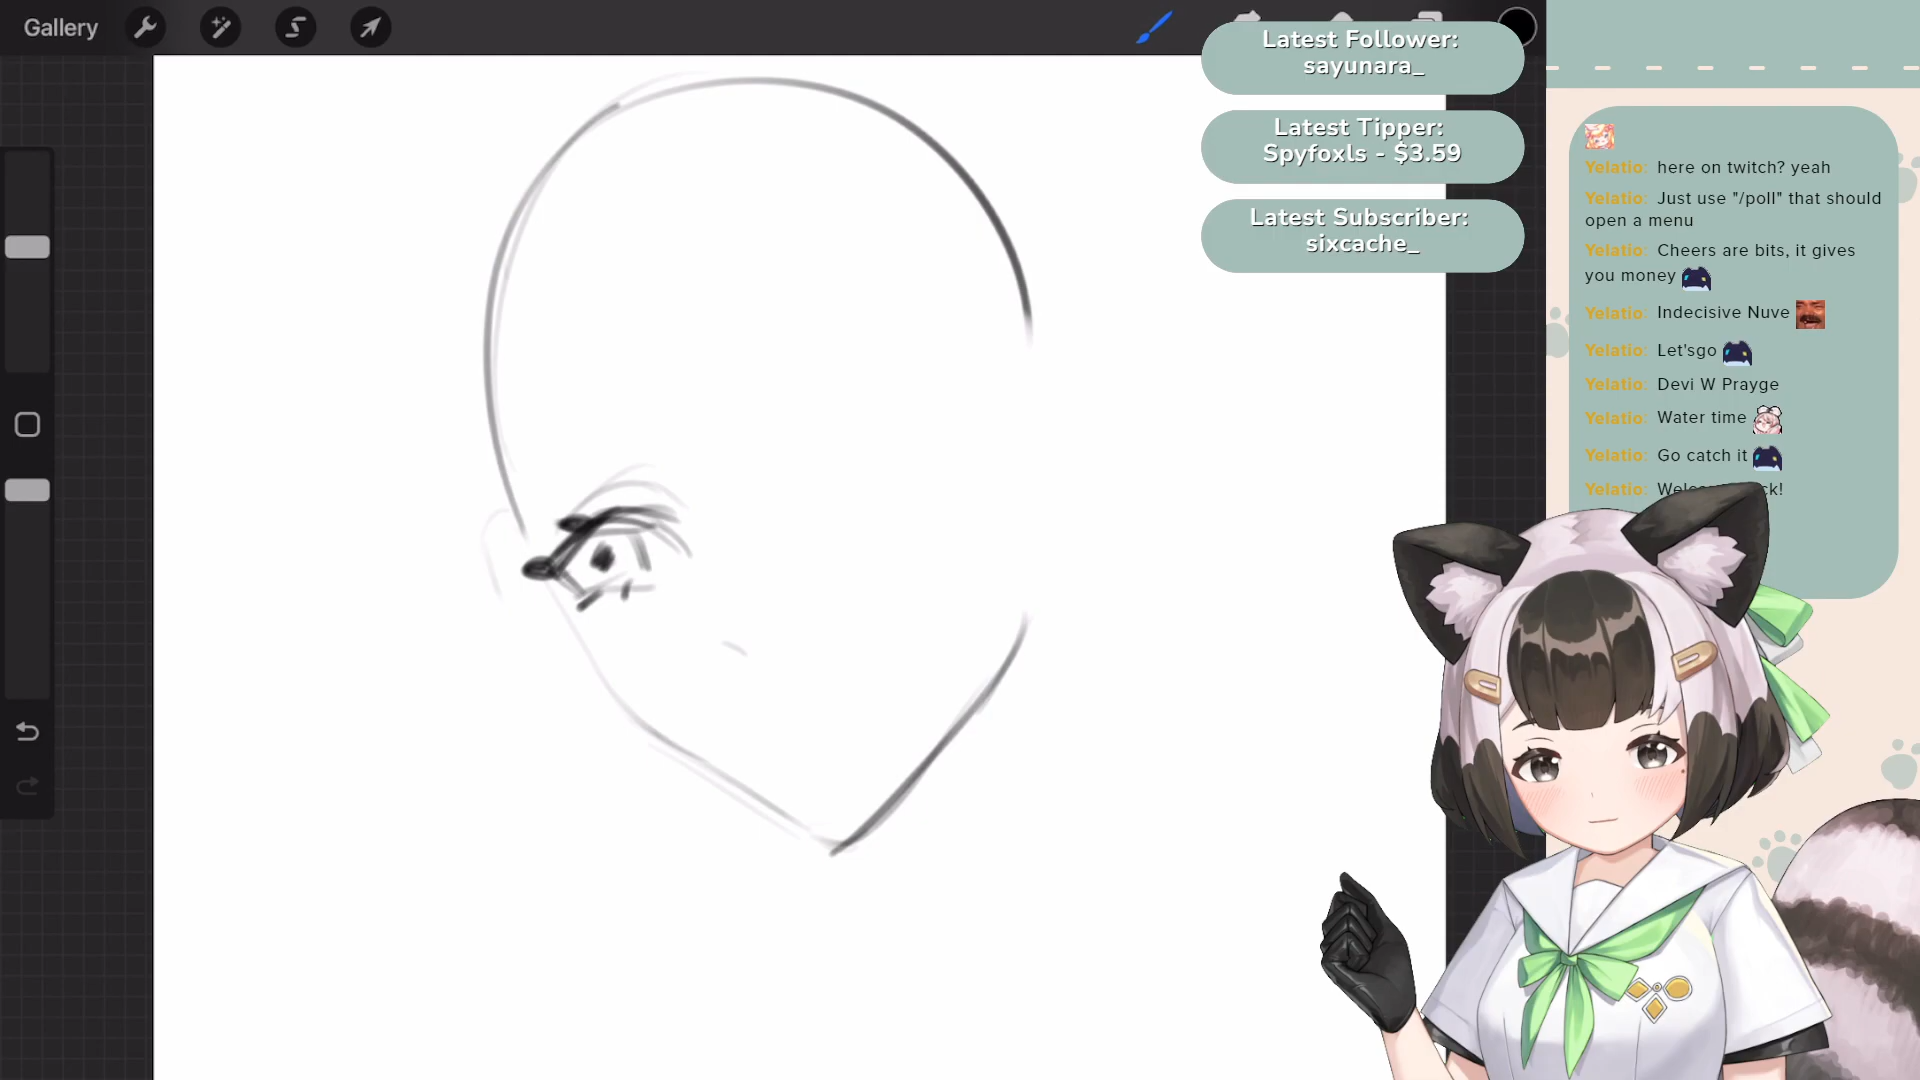 Gallery
Latest Follower:
sayunara_
Latest Tipper:
Spyfoxls - $3.59
Latest Subscriber:
sixcache_
Yelatio: here on twitch? yeah
Yelatio: Just use "/poll" that should
open a menu
Yelatio: Cheers are bits, it gives
you money
Yelatio: Indecisive Nuve
Yelatio: Let'sgo
Yelatio: Devi W Prayge
Yelatio: Water time
Yelatio: Go catch it
Yelatio: